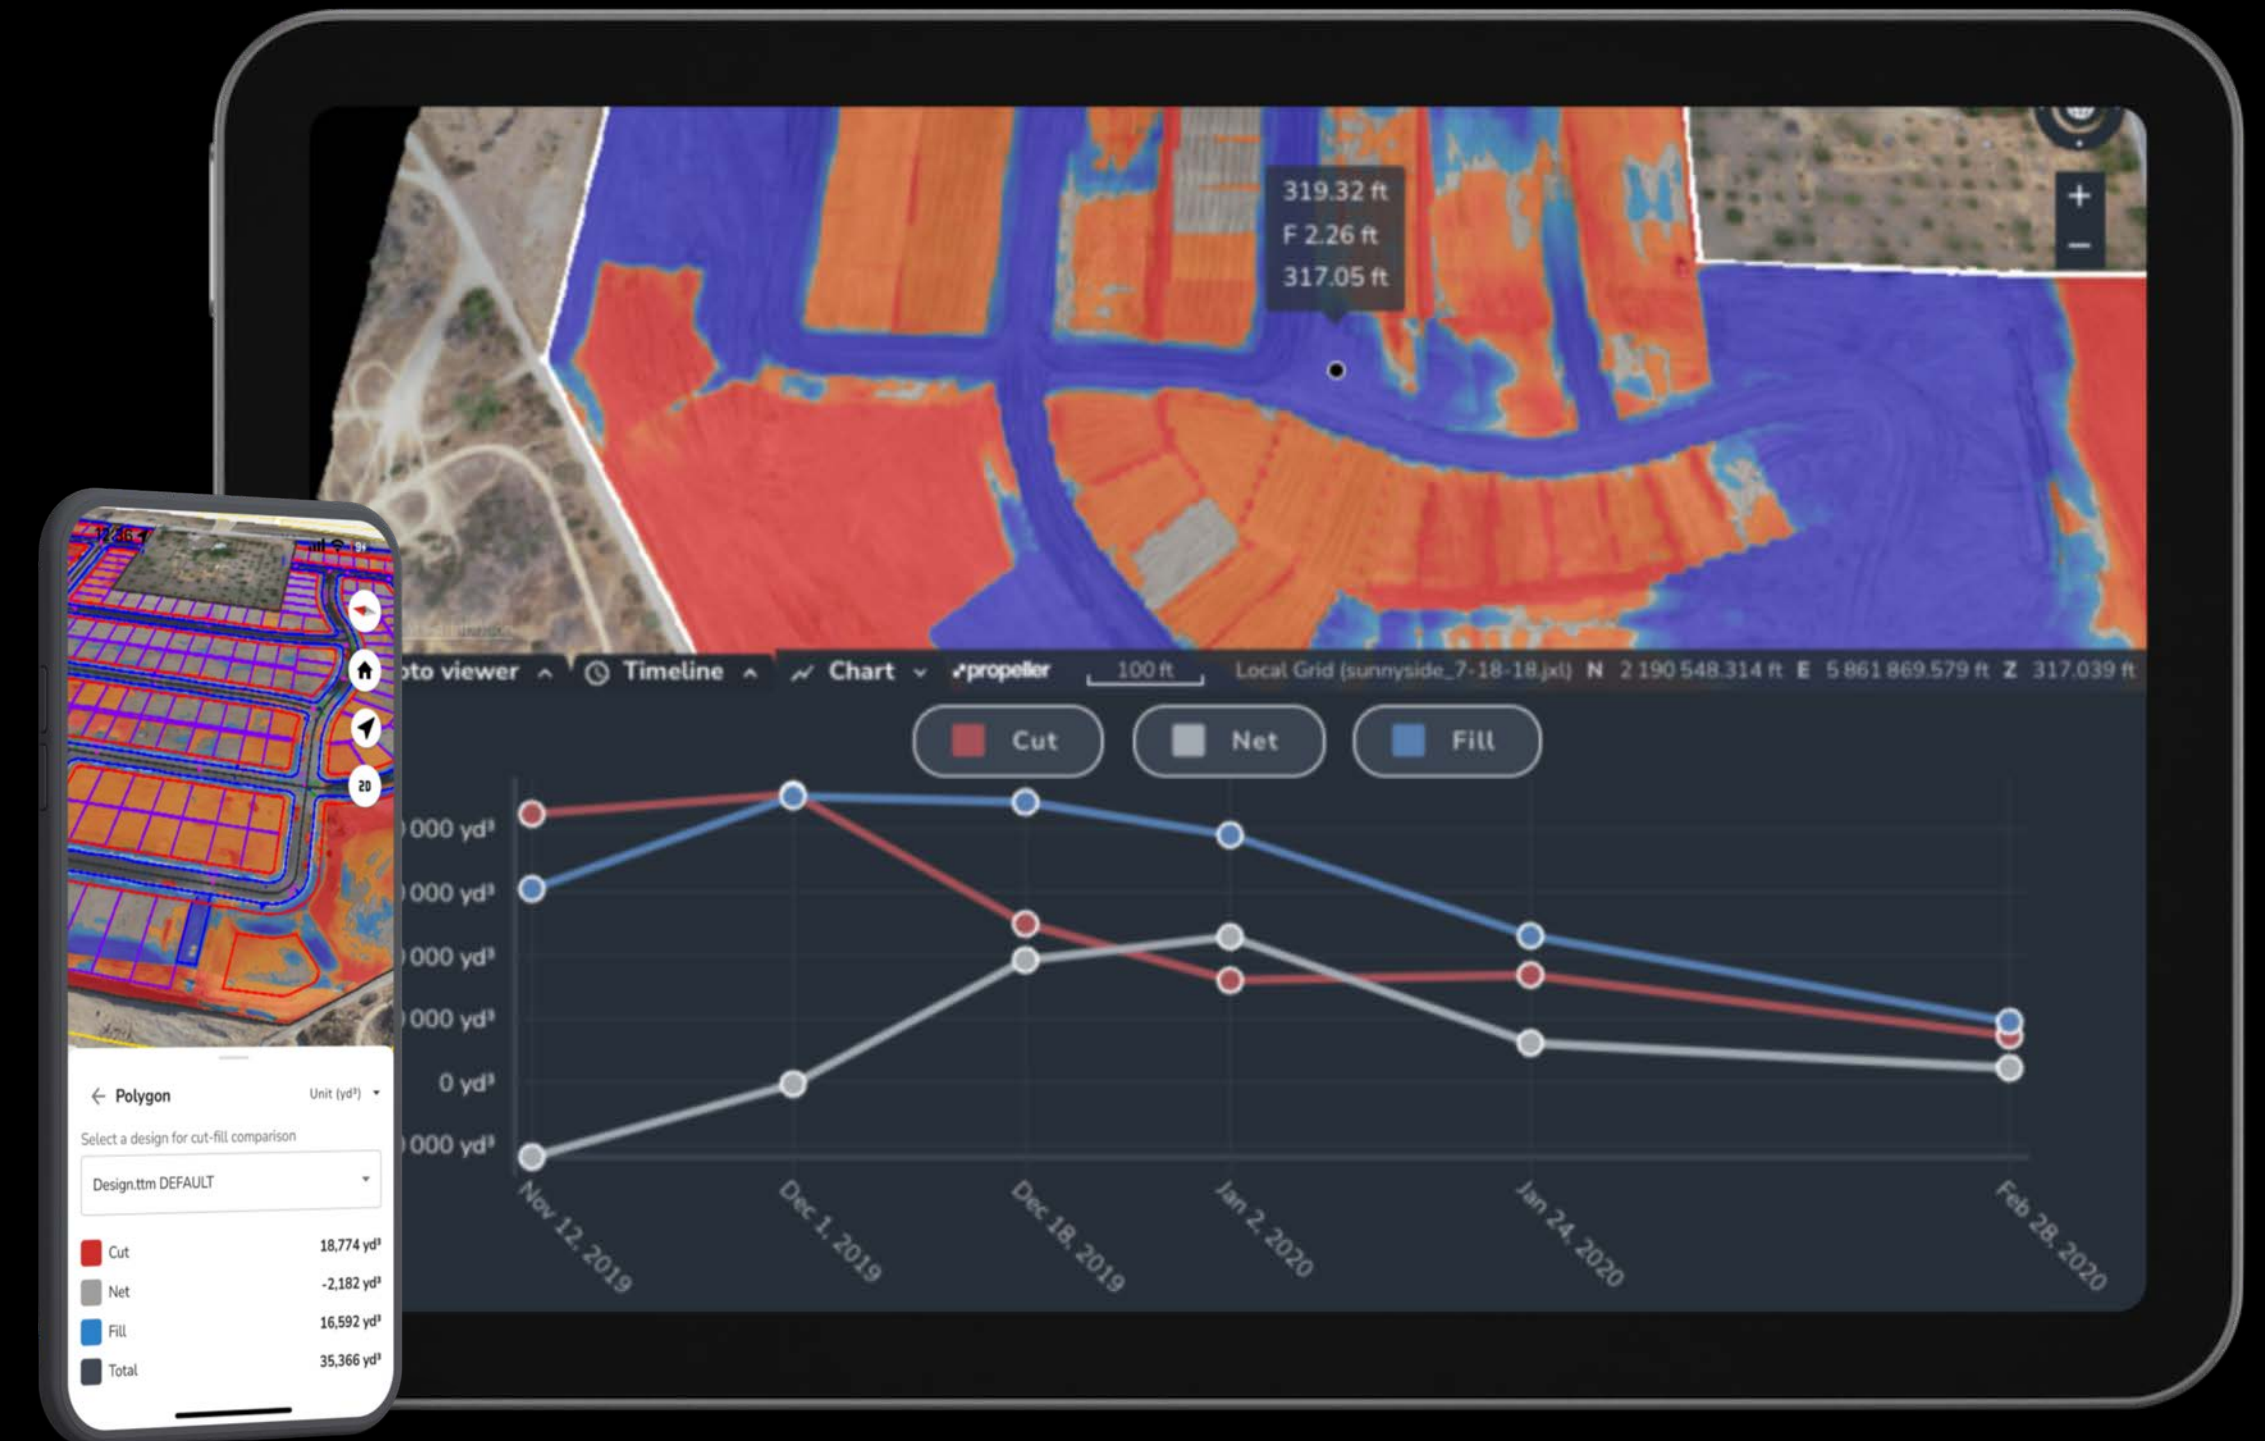 319.32 ft
F 2.26 ft
317.05 ft
+
−
oto viewer
Timeline
Chart
propeller
100 ft
Local Grid (sunnyside_7-18-18.jxl) N 2 190 548.314 ft E 5 861 869.579 ft Z 317.039 ft
Cut
Net
Fill
000 yd³
000 yd³
000 yd³
000 yd³
0 yd³
000 yd³
Nov 12, 2019
Dec 1, 2019
Dec 18, 2019
Jan 2, 2020
Jan 24, 2020
Feb 28, 2020
2D
Polygon
Unit (yd³)
Select a design for cut-fill comparison
Design.ttm DEFAULT
Cut 18,774 yd³
Net -2,182 yd³
Fill 16,592 yd³
Total 35,366 yd³